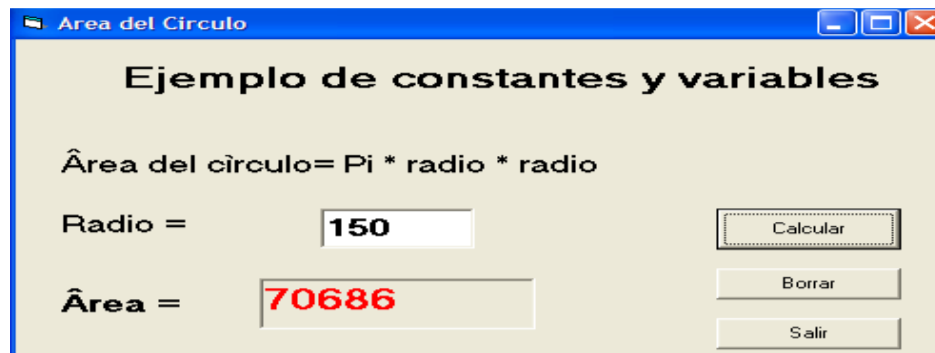 Area del Circulo
Ejemplo de constantes y variables
Ârea del cìrculo= Pi * radio * radio
Radio =
150
Calcular
Borrar
Ârea =
70686
Salir